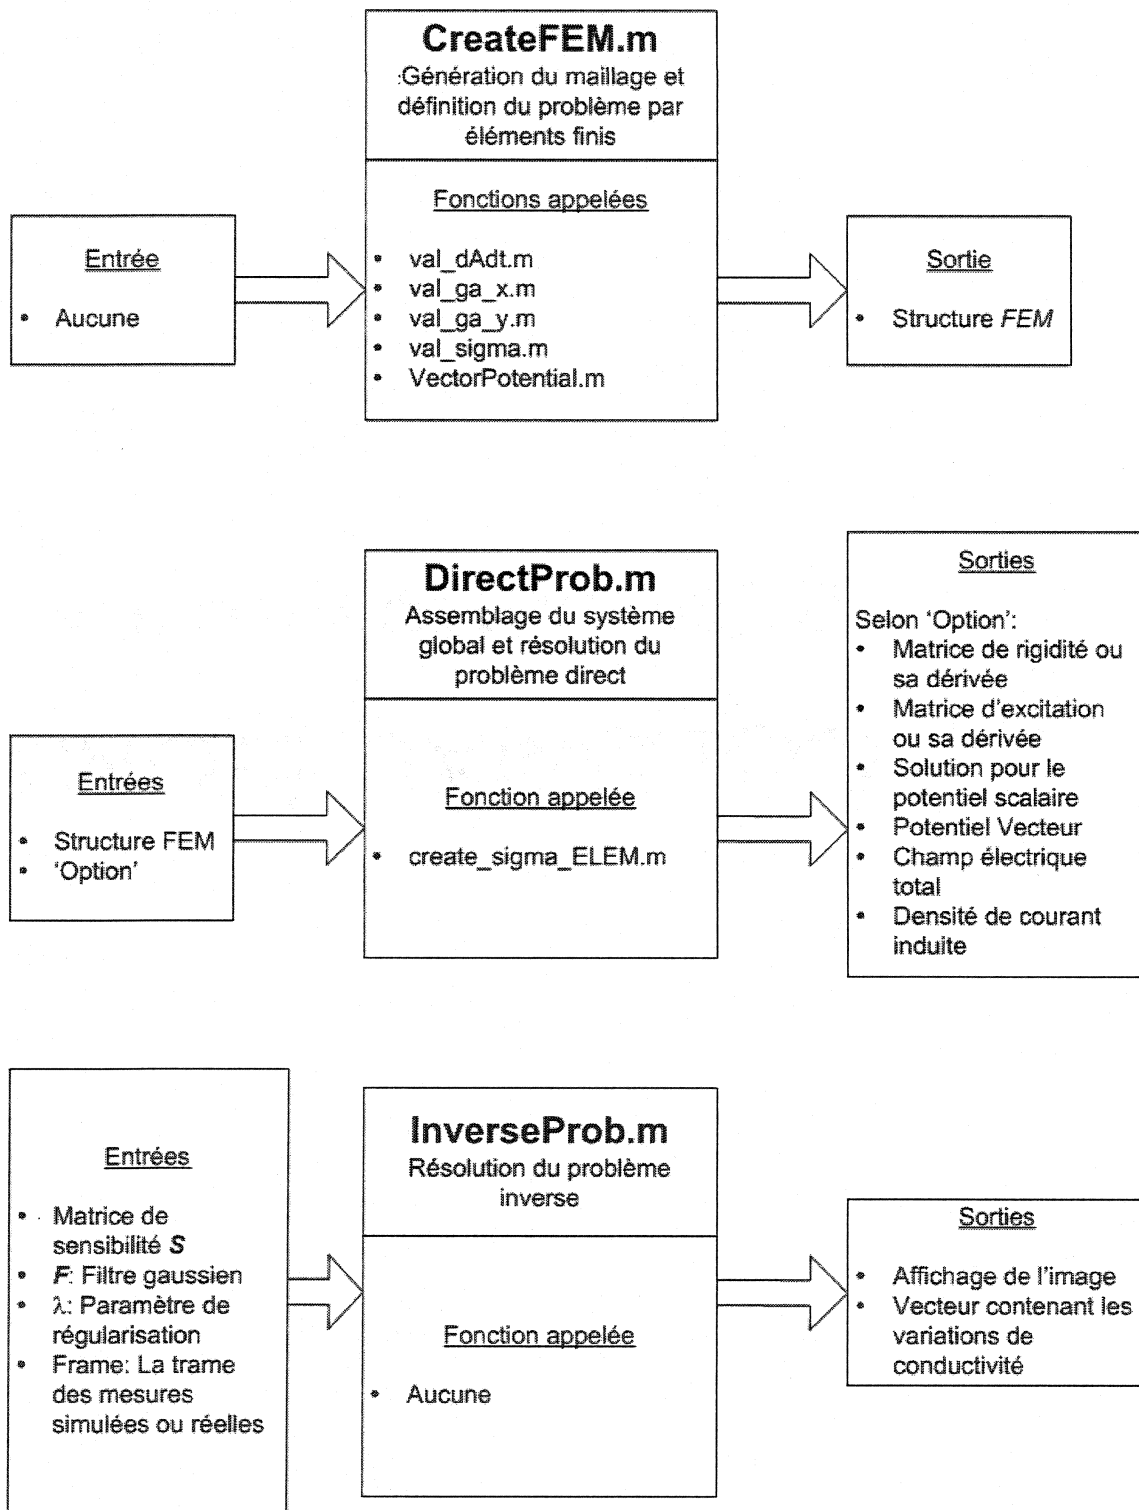 CreateFEM.m
:Génération du maillage et
définition du problème par
éléments finis
Fonctions appelées
• val_dAdt.m
• val_ga_x.m
• val_ga_y.m
• val_sigma.m
• VectorPotential.m
Entrée
• Aucune
Sortie
• Structure FEM
DirectProb.m
Assemblage du système
global et résolution du
problème direct
Fonction appelée
• create_sigma_ELEM.m
Entrées
• Structure FEM
• ‘Option’
Sorties
Selon ‘Option’:
• Matrice de rigidité ou
sa dérivée
• Matrice d’excitation
ou sa dérivée
• Solution pour le
potentiel scalaire
• Potentiel Vecteur
• Champ électrique
total
• Densité de courant
induite
Entrées
• Matrice de
sensibilité S
• F: Filtre gaussien
• λ: Paramètre de
régularisation
• Frame: La trame
des mesures
simulées ou réelles
InverseProb.m
Résolution du problème
inverse
Fonction appelée
• Aucune
Sorties
• Affichage de l’image
• Vecteur contenant les
variations de
conductivité